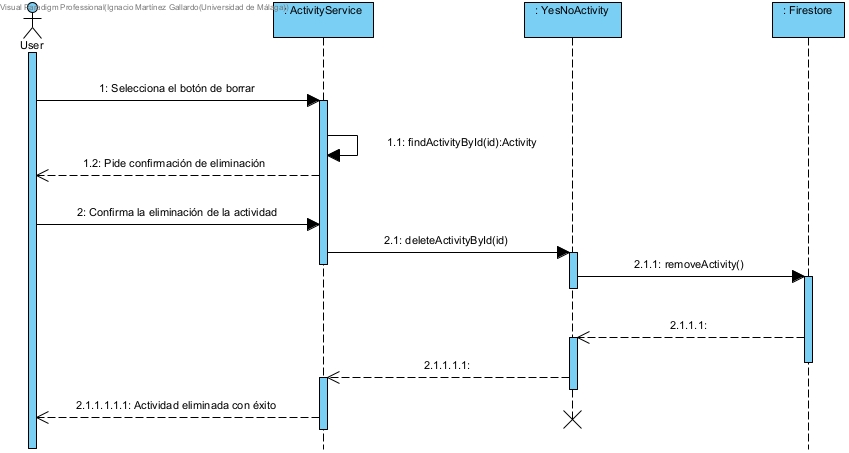 Visual Paradigm Professional(Ignacio Martínez Gallardo(Universidad de Málaga))
: ActivityService
: YesNoActivity
: Firestore
User
1: Selecciona el botón de borrar
1.1: findActivityById(id):Activity
1.2: Pide confirmación de eliminación
2: Confirma la eliminación de la actividad
2.1: deleteActivityById(id)
2.1.1: removeActivity()
2.1.1.1:
2.1.1.1.1:
2.1.1.1.1.1: Actividad eliminada con éxito